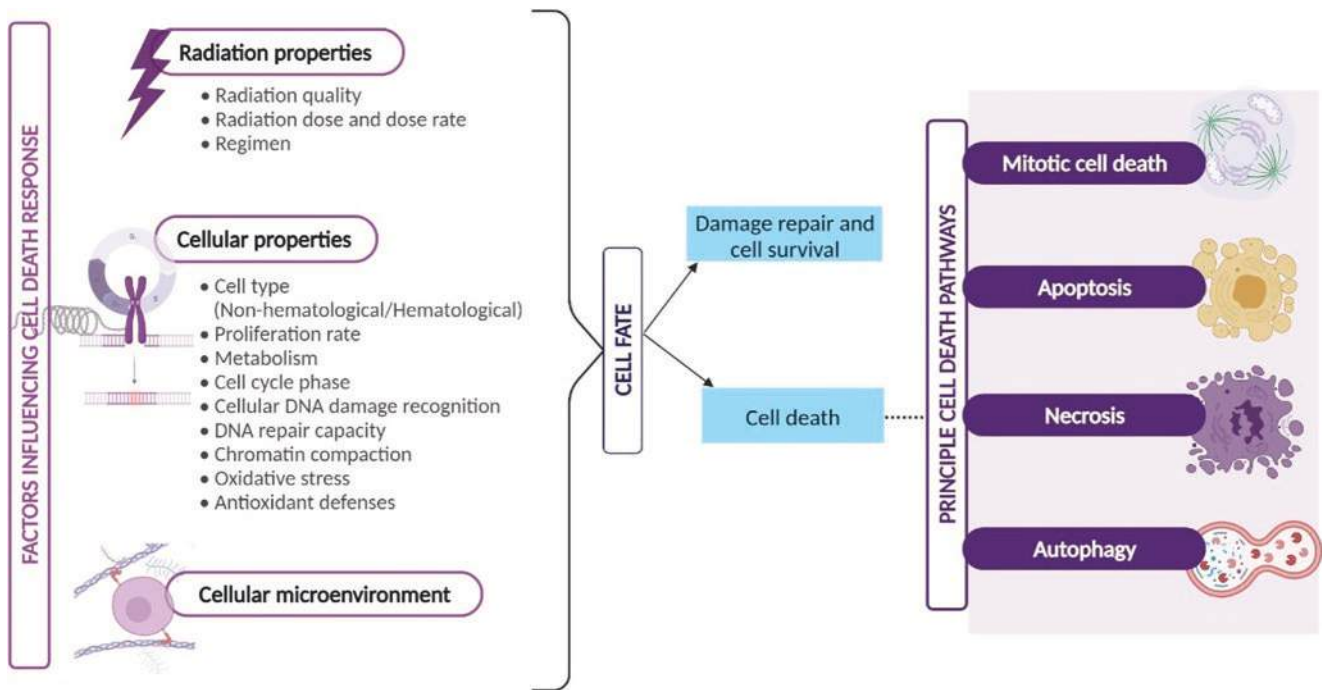 FACTORS INFLUENCING CELL DEATH RESPONSE
Radiation properties
• Radiation quality
• Radiation dose and dose rate
• Regimen
Cellular properties
• Cell type
(Non-hematological/Hematological)
• Proliferation rate
• Metabolism
• Cell cycle phase
• Cellular DNA damage recognition
• DNA repair capacity
• Chromatin compaction
• Oxidative stress
• Antioxidant defenses
Cellular microenvironment
CELL FATE
Damage repair and
cell survival
Cell death
PRINCIPLE CELL DEATH PATHWAYS
Mitotic cell death
Apoptosis
Necrosis
Autophagy